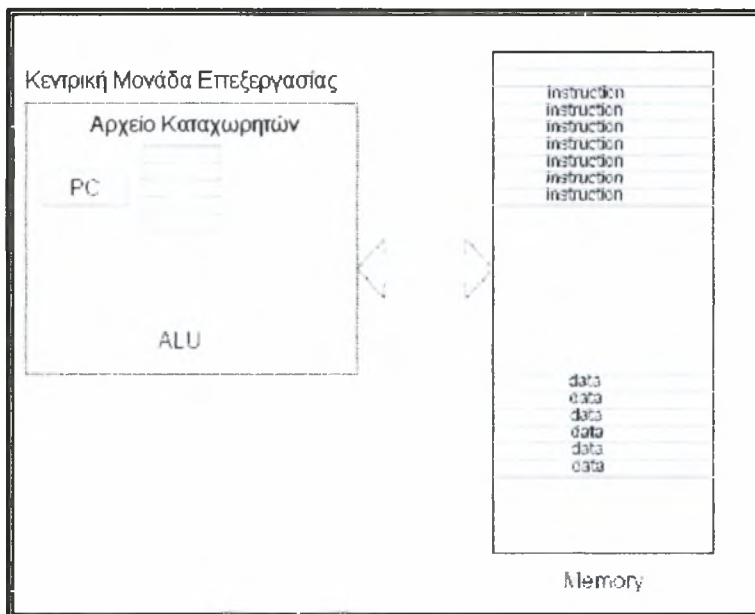 Κεντρική Μονάδα Επεξεργασίας
Αρχείο Καταχωρητών
PC
ALU
instruction
instruction
instruction
instruction
instruction
instruction
instruction
data
data
data
data
data
data
Memory